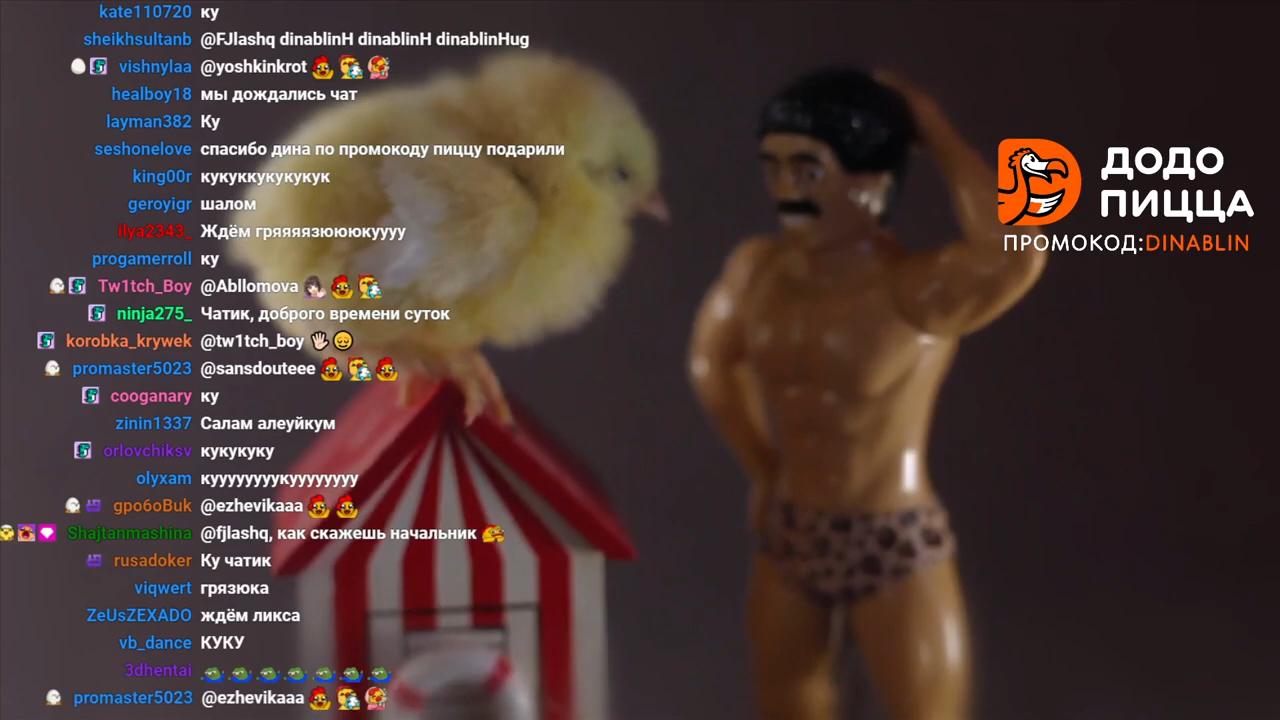 kate110720 ку
sheikhsultanb @FJlashq dinablinH dinablinH dinablinHug
vishnylaa @yoshkinkrot
healboy18 мы дождались чат
layman382 Ку
seshonelove спасибо дина по промокоду пиццу подарили
king00r кукуккукукукук
geroyigr шалом
ilya2343_ Ждём гряяяязюююкуууу
progamerroll ку
Tw1tch_Boy @Abllomova
ninja275_ Чатик, доброго времени суток
korobka_krywek @tw1tch_boy
promaster5023 @sansdouteee
cooganary ку
zinin1337 Салам алеуйкум
orlovchiksv кукукуку
olyxam куууууууукуууууууу
gpo6oBuk @ezhevikaaa
Shajtanmashina @fjlashq, как скажешь начальник
rusadoker Ку чатик
viqwert грязюка
ZeUsZEXADO ждём ликса
vb_dance КУКУ
3dhentai
promaster5023 @ezhevikaaa
ДОДО
ПИЦЦА
ПРОМОКОД:DINABLIN